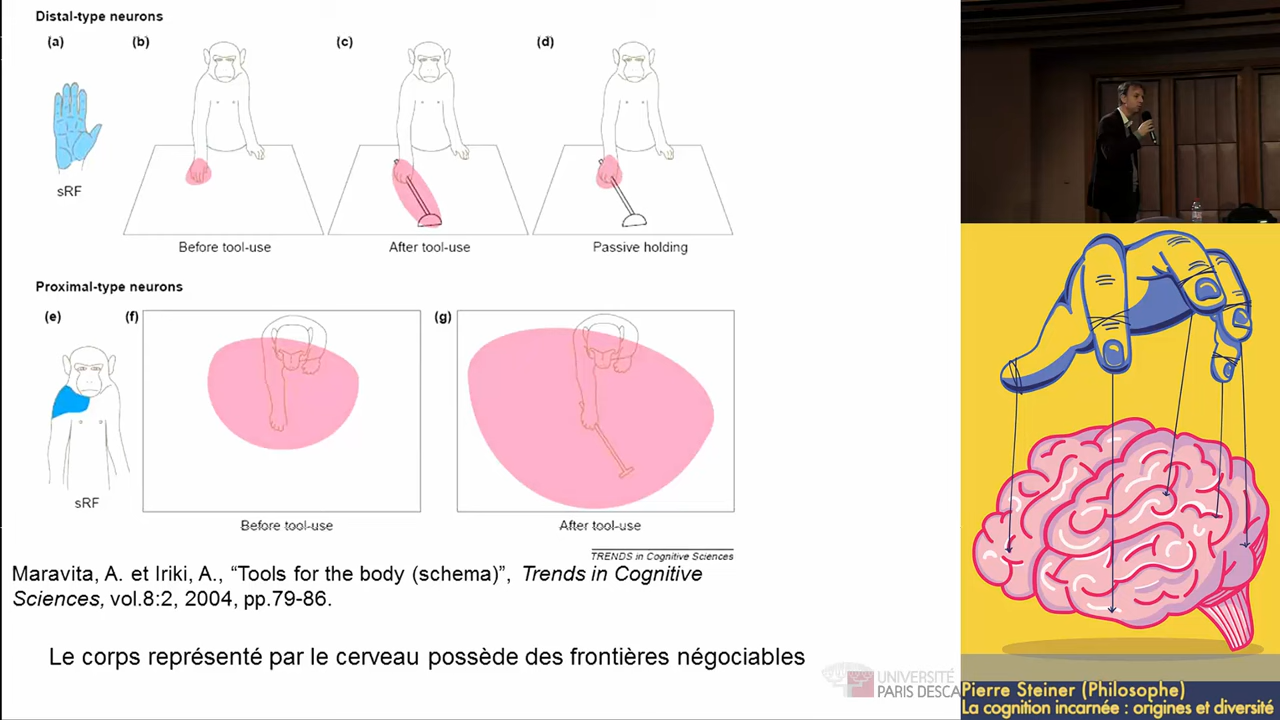 Distal-type neurons
(a)
(b)
(c)
(d)
sRF
Before tool-use
After tool-use
Passive holding
Proximal-type neurons
(e)
(f)
(g)
sRF
Before tool-use
After tool-use
TRENDS in Cognitive Sciences
Maravita, A. et Iriki, A., “Tools for the body (schema)”, Trends in Cognitive
Sciences, vol.8:2, 2004, pp.79-86.
Le corps représenté par le cerveau possède des frontières négociables
UNIVERSITÉ
PARIS DESCA
Pierre Steiner (Philosophe)
La cognition incarnée : origines et diversité